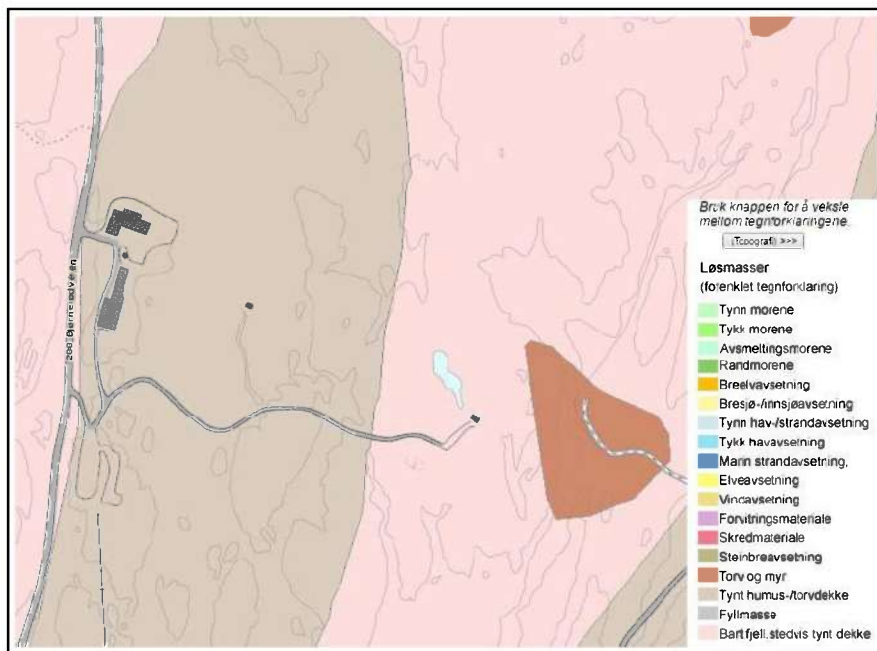 Bruk knappen for å veksle
mellom tegnforklaringene.
(Topografi) >>>
Løsmasser
(forenklet tegnforklaring)
Tynn morene
Tykk morene
Avsmeltingsmorene
Randmorene
Breelvavsetning
Bresjø-/innsjøavsetning
Tynn hav-/strandavsetning
Tykk havavsetning
Marin strandavsetning,
Elveavsetning
Vindavsetning
Forvitringsmateriale
Skredmateriale
Steinbreavsetning
Torv og myr
Tynt humus-/torvdekke
Fyllmasse
Bart fjell, stedvis tynt dekke